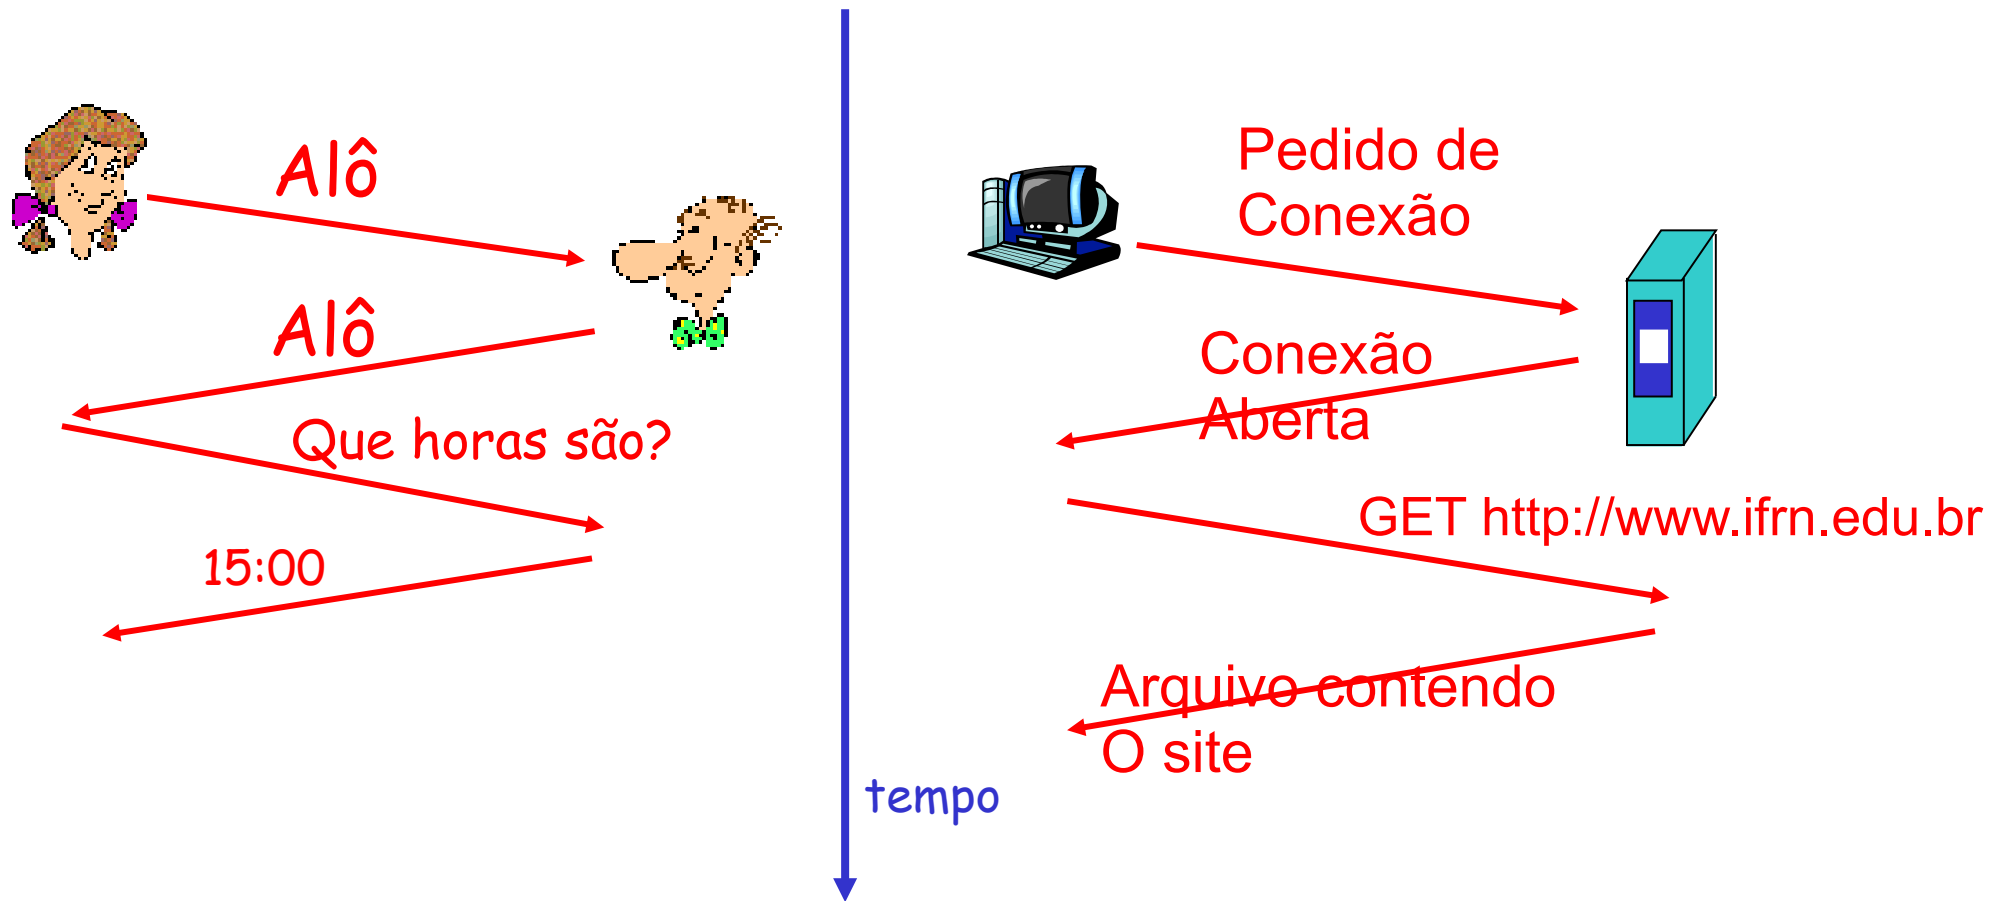 Alô
Alô
Que horas são?
15:00
tempo
Pedido de
Conexão
Conexão
Aberta
GET http://www.ifrn.edu.br
Arquivo contendo
O site